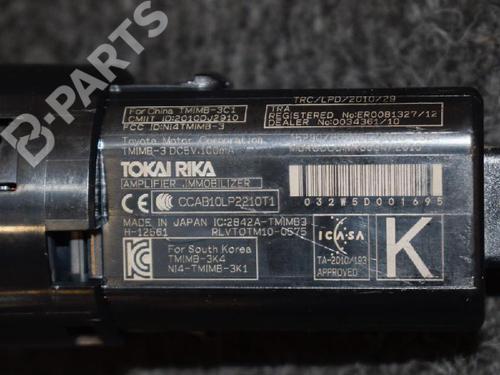 B-PARTS
For China TMIMB-3C1
CMIIT ID:2010DJ2910
FCC ID:NI4TMIMB-3
Toyota Motor Corporation
TMIMB-3 DC5V,100mA
TOKAI RIKA
AMPLIFIER, IMMOBILIZER
CCAB10LP2210T1
MADE IN JAPAN IC:2842A-TMIMB3
H-12561 RLVTOTM10-0575
For South Korea
TMIMB-3K4
NI4-TMIMB-3K1
TRC/LPD/2010/29
TRA
REGISTERED No:ER0081327/12
DEALER No:0034361/10
032W5D001695
ICASA
TA-2010/193
APPROVED
K